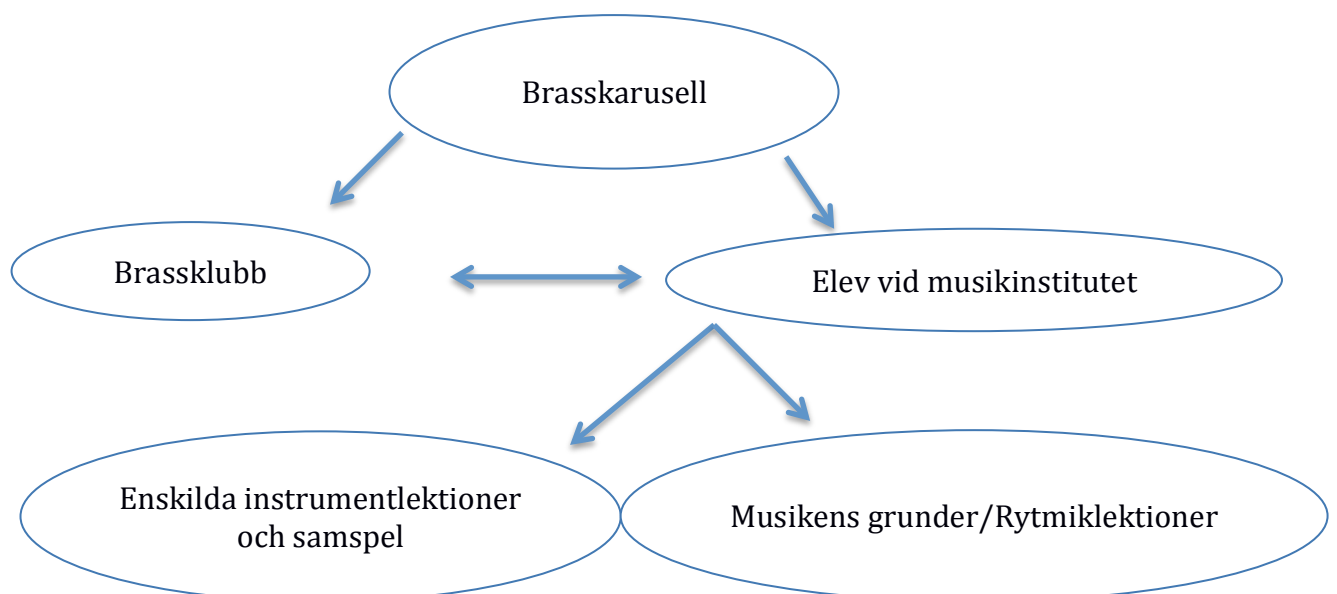 Brasskarusell
Brassklubb
Elev vid musikinstitutet
Enskilda instrumentlektioner
och samspel
Musikens grunder/Rytmiklektioner